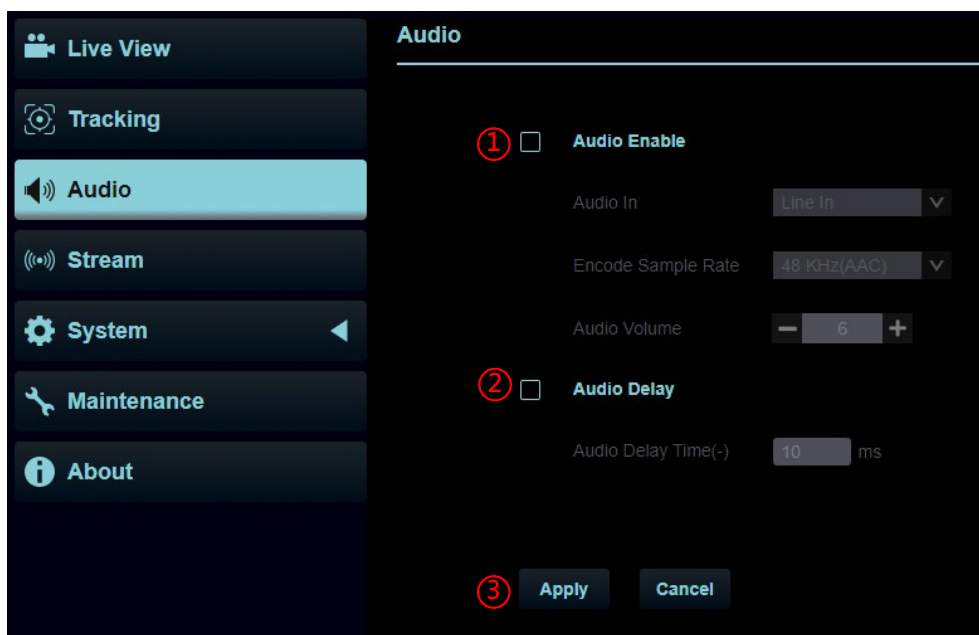 Live View
Tracking
Audio
Stream
System
Maintenance
About
Audio
① Audio Enable
Audio In Line In
Encode Sample Rate 48 KHz(AAC)
Audio Volume 6
② Audio Delay
Audio Delay Time(-) 10 ms
③ Apply Cancel